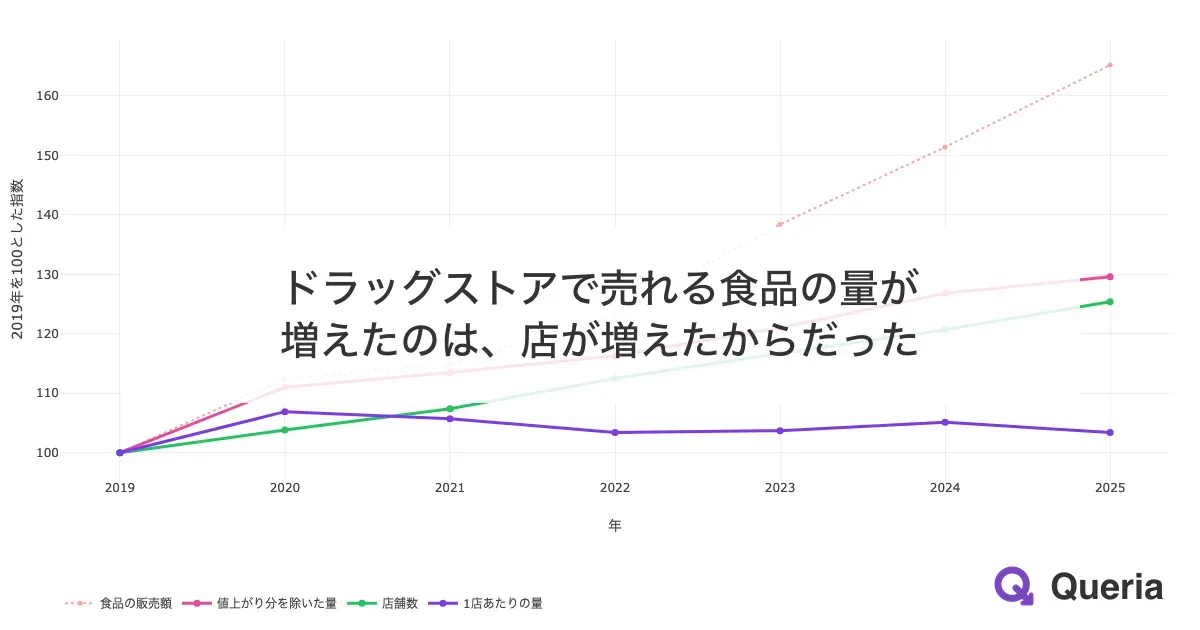 160
150
140
130
120
110
100
2019年を100とした指数
ドラッグストアで売れる食品の量が
増えたのは、店が増えたからだった
2019 2020 2021 2022 2023 2024 2025
年
食品の販売額 値上がり分を除いた量 店舗数 1店あたりの量
Queria